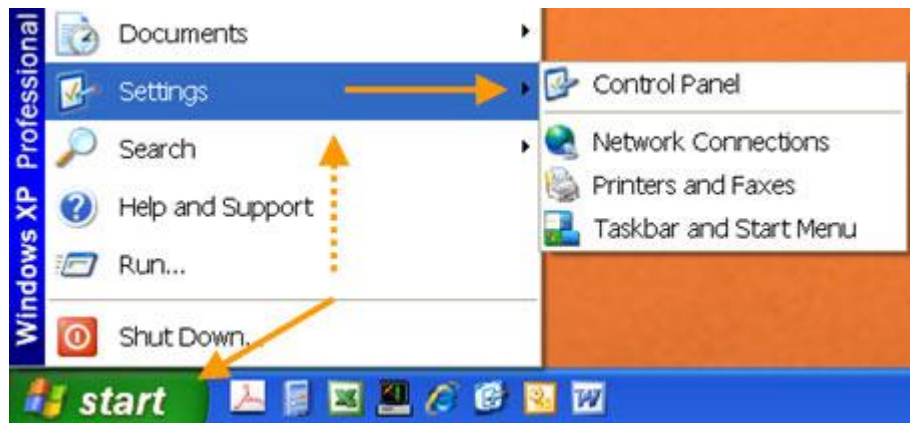 Windows XP Professional
Documents
Settings
Search
Help and Support
Run...
Shut Down...
Control Panel
Network Connections
Printers and Faxes
Taskbar and Start Menu
start